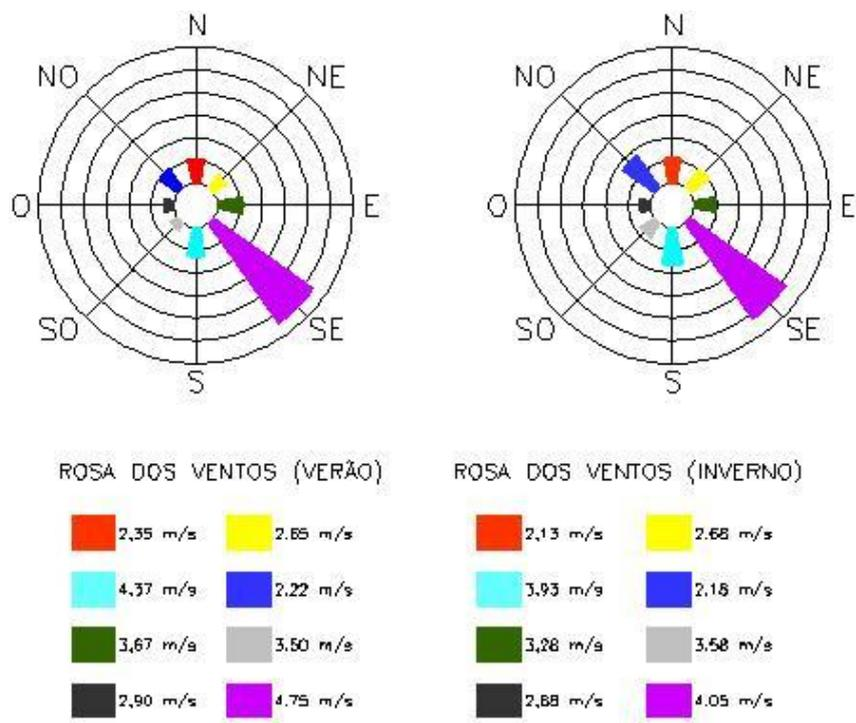 N N
NO NE NO NE
O E O E
SO SE SO SE
S S
ROSA DOS VENTOS (VERÃO) ROSA DOS VENTOS (INVERNO)
2,35 m/s 2.65 m/s 2,13 m/s 2.68 m/s
4,37 m/s 2.22 m/s 3,93 m/s 2.18 m/s
3,67 m/s 3.50 m/s 3,28 m/s 3.58 m/s
2,90 m/s 4.75 m/s 2,88 m/s 4.05 m/s